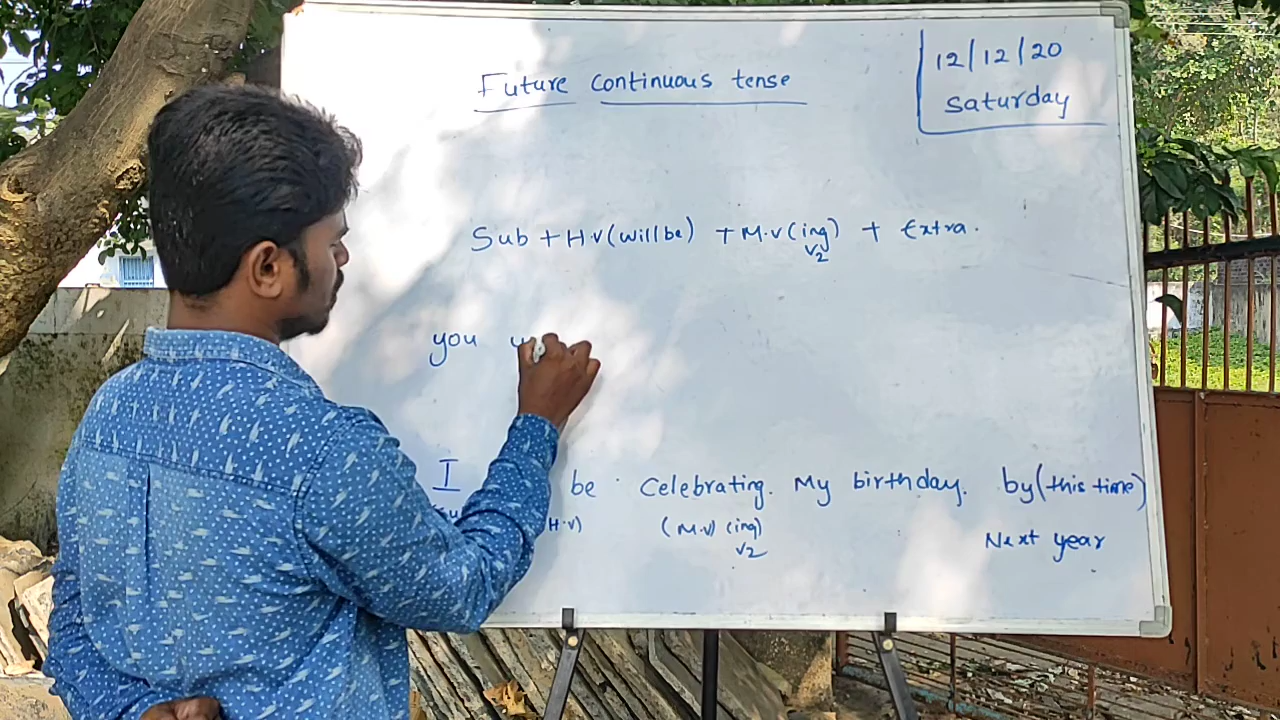 Future continuous tense
12/12/20
Saturday
Sub + H.v (will be) + M.v (ing) + Extra.
v2
you
I be celebrating. My birthday. by (this time)
H.v) (M.v) (ing)
v2
Next year